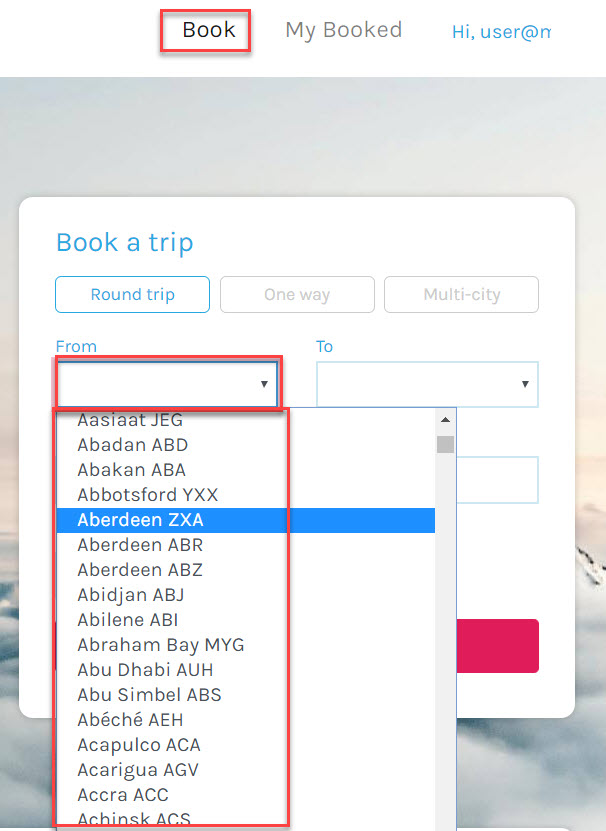 Book My Booked Hi, user@
Book a trip
Round trip One way Multi-city
From To
Aasiaat JEG
Abadan ABD
Abakan ABA
Abbotsford YXX
Aberdeen ZXA
Aberdeen ABR
Aberdeen ABZ
Abidjan ABJ
Abilene ABI
Abraham Bay MYG
Abu Dhabi AUH
Abu Simbel ABS
Abéché AEH
Acapulco ACA
Acarigua AGV
Accra ACC
Achinsk ACS